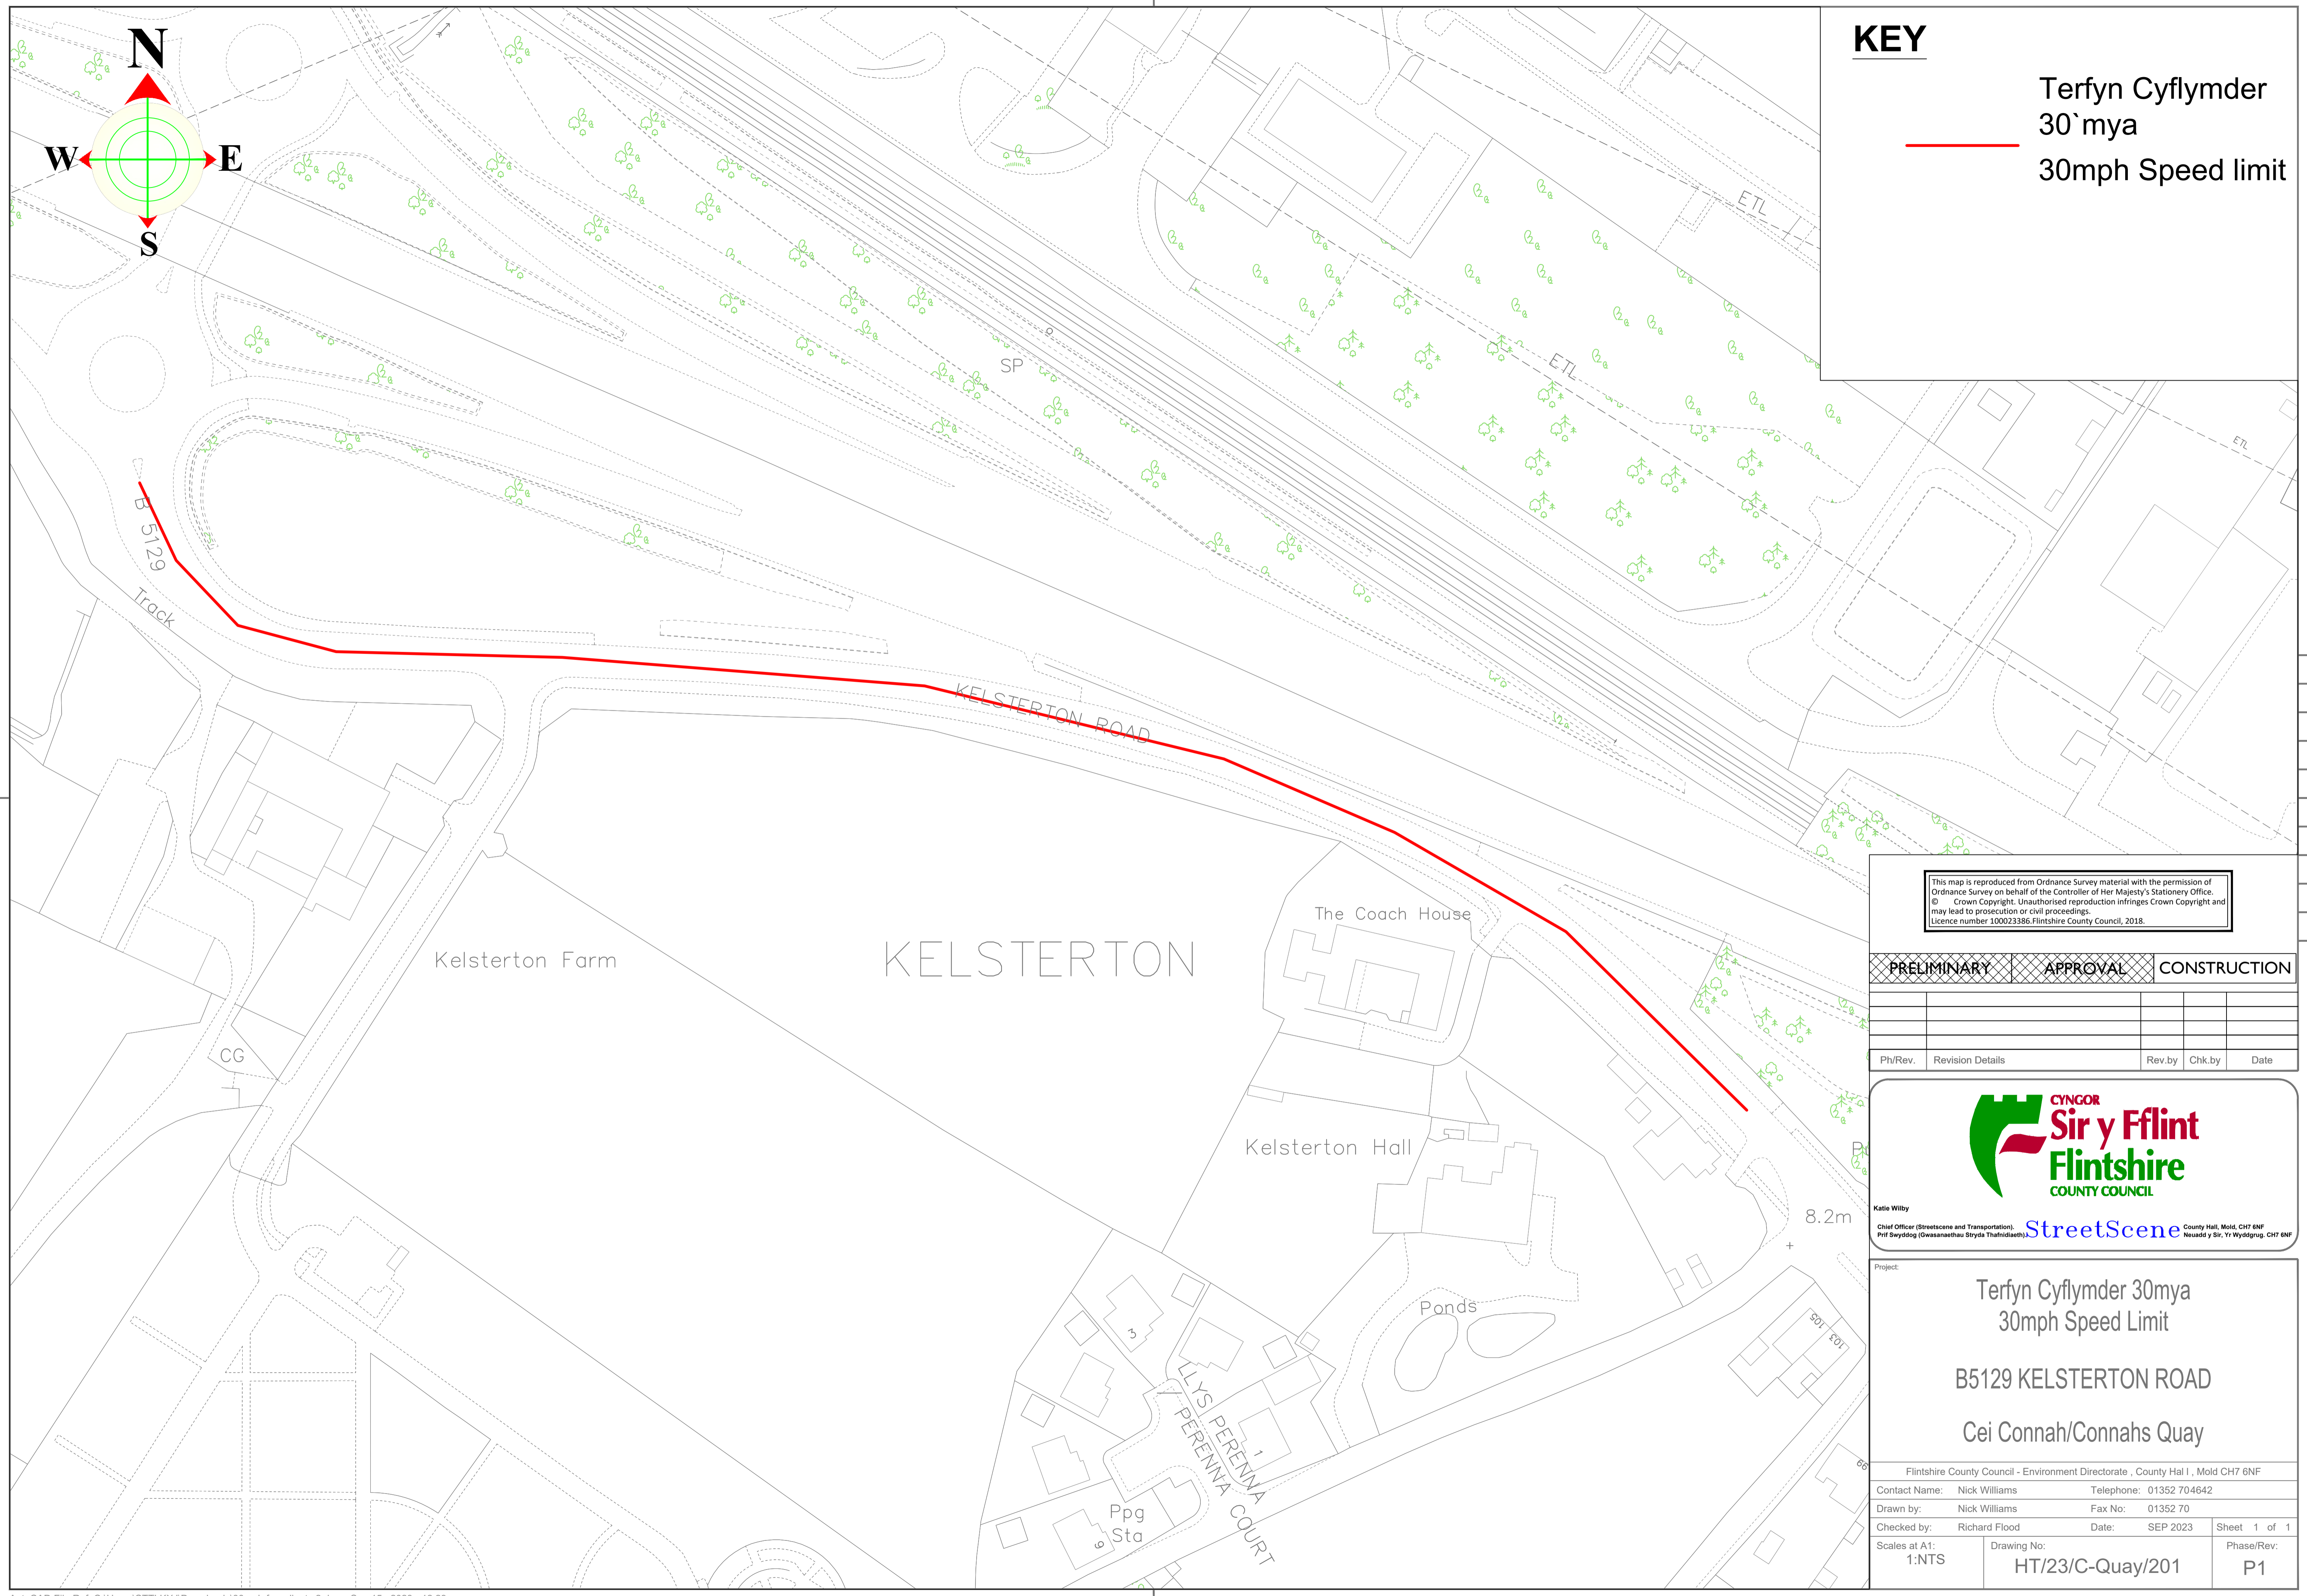 N
W
E
S
KEY
Terfyn Cyflymder
30`mya
30mph Speed limit
ETL
SP
ETL
ETL
B 5129
Track
KELSTERTON ROAD
The Coach House
KELSTERTON
Kelsterton Farm
CG
Kelsterton Hall
8.2m
Ponds
3
105
103
LLYS PERENNA
PERENNA COURT
1
99
Ppg
Sta
9
This map is reproduced from Ordnance Survey material with the permission of
Ordnance Survey on behalf of the Controller of Her Majesty's Stationery Office.
© Crown Copyright. Unauthorised reproduction infringes Crown Copyright and
may lead to prosecution or civil proceedings.
Licence number 100023386.Flintshire County Council, 2018.
PRELIMINARY APPROVAL CONSTRUCTION
Ph/Rev. Revision Details Rev.by Chk.by Date
CYNGOR
Sir y Fflint
Flintshire
COUNTY COUNCIL
Katie Wilby
Chief Officer (Streetscene and Transportation).
Prif Swyddog (Gwasanaethau Stryda Thafnidiaeth).
StreetScene
County Hall, Mold, CH7 6NF
Neuadd y Sir, Yr Wyddgrug. CH7 6NF
Project:
Terfyn Cyflymder 30mya
30mph Speed Limit
B5129 KELSTERTON ROAD
Cei Connah/Connahs Quay
Flintshire County Council - Environment Directorate , County Hal l , Mold CH7 6NF
Contact Name: Nick Williams Telephone: 01352 704642
Drawn by: Nick Williams Fax No: 01352 70
Checked by: Richard Flood Date: SEP 2023 Sheet 1 of 1
Scales at A1: Drawing No: Phase/Rev:
1:NTS HT/23/C-Quay/201 P1